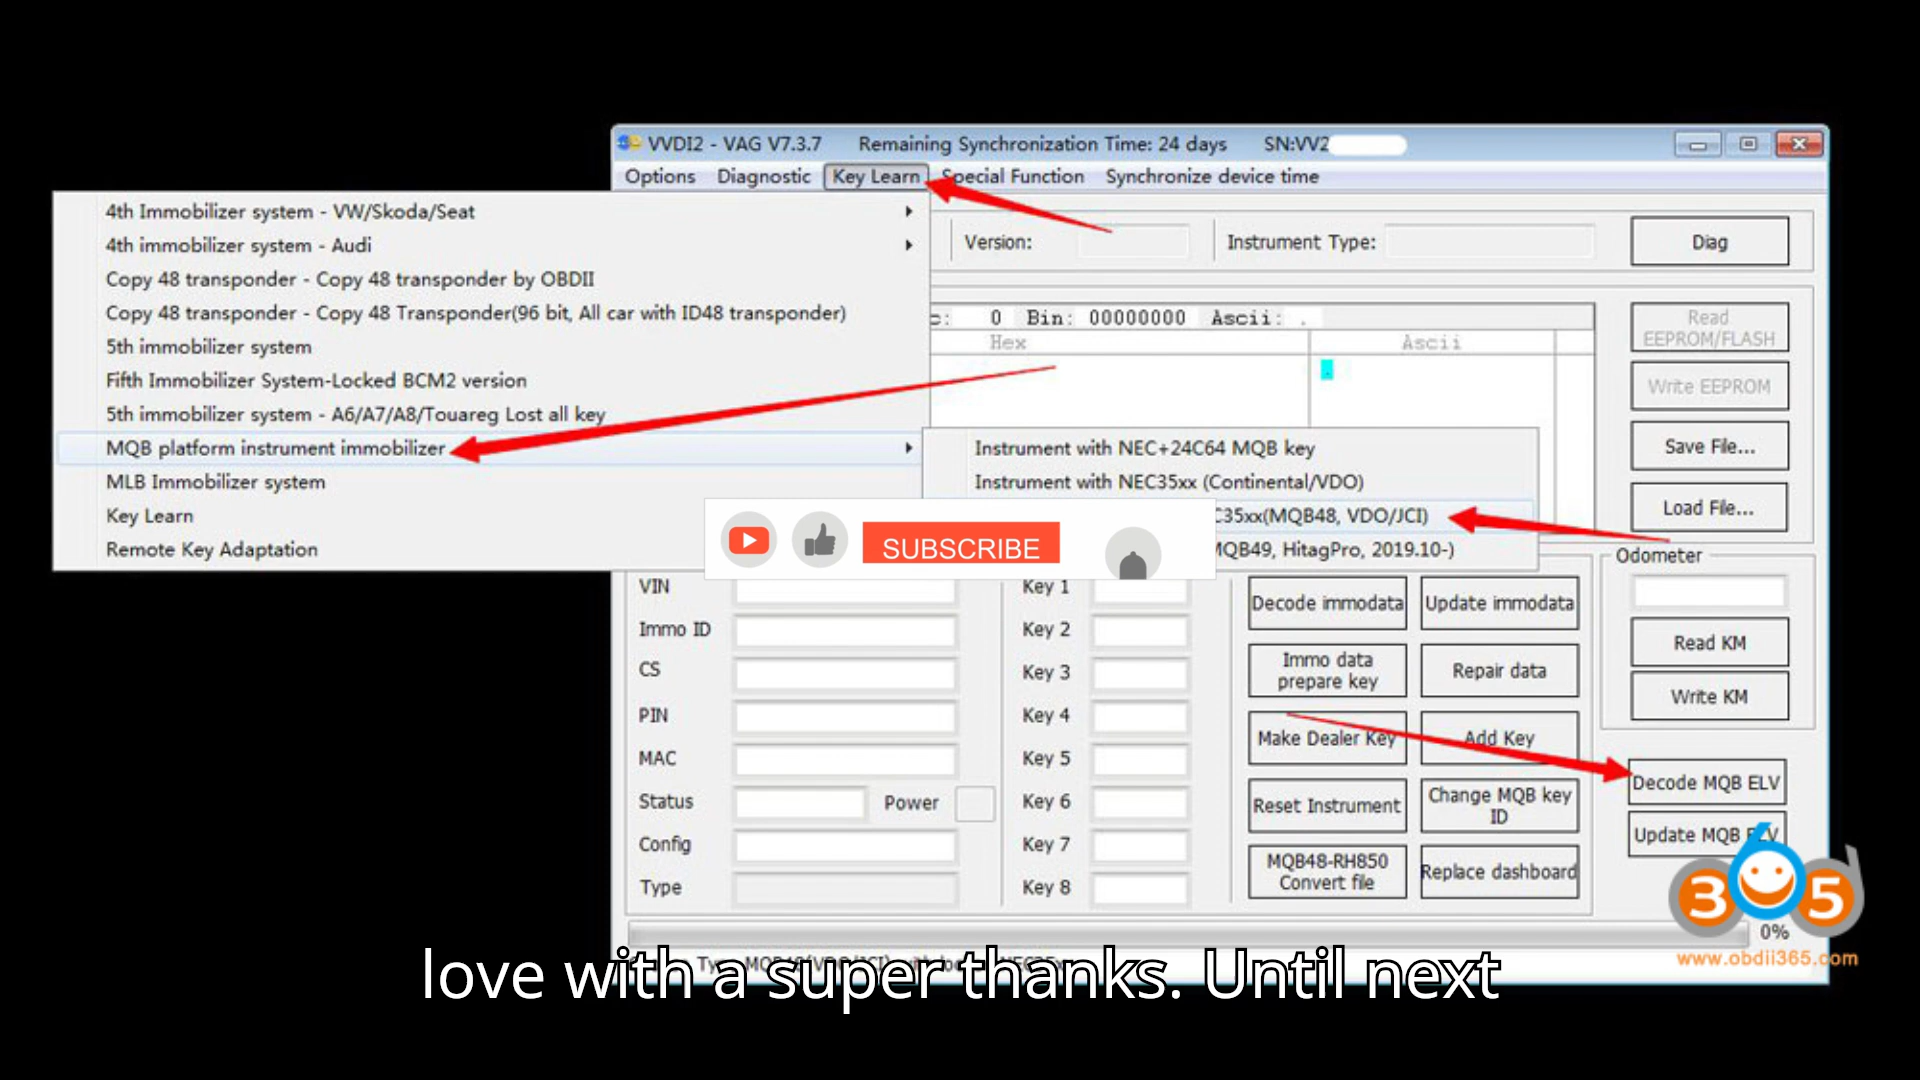 VVDI2 - VAG V7.3.7 Remaining Synchronization Time: 24 days SN:VV2
Options Diagnostic Key Learn Special Function Synchronize device time
4th Immobilizer system - VW/Skoda/Seat
4th immobilizer system - Audi
Copy 48 transponder - Copy 48 transponder by OBDII
Copy 48 transponder - Copy 48 Transponder(96 bit, All car with ID48 transponder)
5th immobilizer system
Fifth Immobilizer System-Locked BCM2 version
5th immobilizer system - A6/A7/A8/Touareg Lost all key
MQB platform instrument immobilizer
MLB Immobilizer system
Key Learn
Remote Key Adaptation
Version:
Instrument Type:
Diag
0 Bin: 00000000 Ascii: .
Hex Ascii
.
Instrument with NEC+24C64 MQB key
Instrument with NEC35xx (Continental/VDO)
C35xx(MQB48, VDO/JCI)
MQB49, HitagPro, 2019.10-)
SUBSCRIBE
Read
EEPROM/FLASH
Write EEPROM
Save File...
Load File...
Odometer
Read KM
Write KM
Decode MQB ELV
Update MQB ELV
VIN
Immo ID
CS
PIN
MAC
Status
Power
Config
Type
Key 1
Key 2
Key 3
Key 4
Key 5
Key 6
Key 7
Key 8
Decode immodata
Update immodata
Immo data
prepare key
Repair data
Make Dealer Key
Add Key
Reset Instrument
Change MQB key
ID
MQB48-RH850
Convert file
Replace dashboard
0%
365
www.obdii365.com
love with a super thanks. Until next